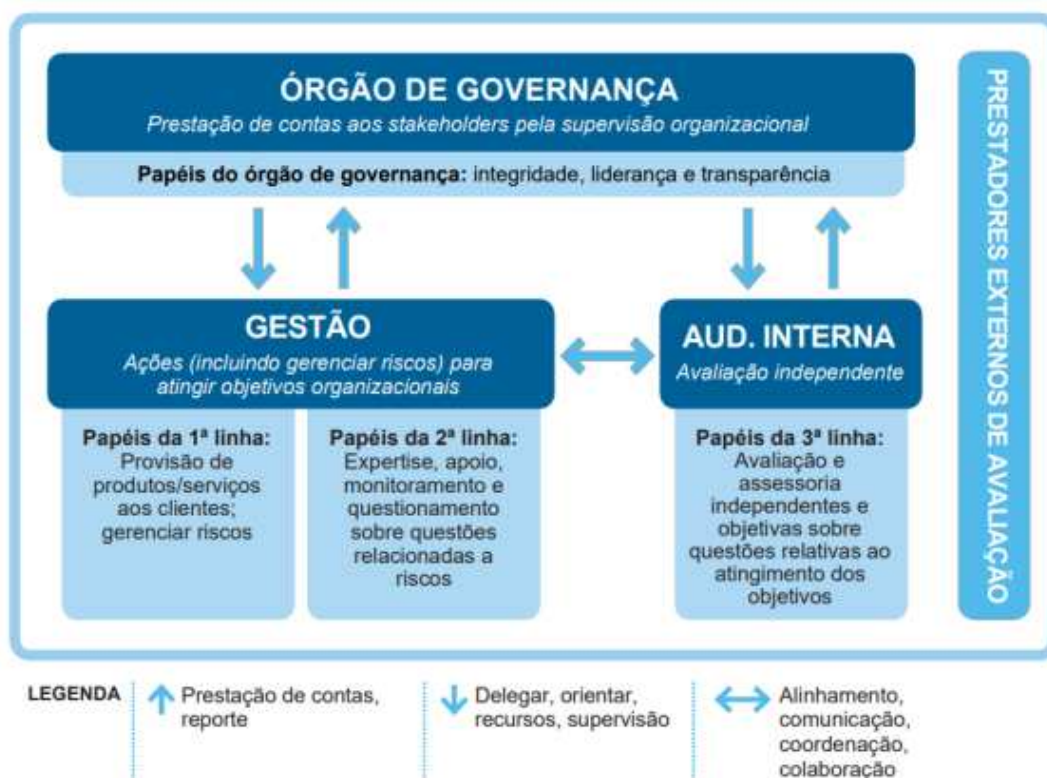 ÓRGÃO DE GOVERNANÇA
Prestação de contas aos stakeholders pela supervisão organizacional
Papéis do órgão de governança: integridade, liderança e transparência
GESTÃO
Ações (incluindo gerenciar riscos) para
atingir objetivos organizacionais
Papéis da 1ª linha:
Provisão de
produtos/serviços
aos clientes;
gerenciar riscos
Papéis da 2ª linha:
Expertise, apoio,
monitoramento e
questionamento
sobre questões
relacionadas a
riscos
AUD. INTERNA
Avaliação independente
Papéis da 3ª linha:
Avaliação e
assessoria
independentes e
objetivas sobre
questões relativas ao
atingimento dos
objetivos
PRESTADORES EXTERNOS DE AVALIAÇÃO
LEGENDA
Prestação de contas,
reporte
Delegar, orientar,
recursos, supervisão
Alinhamento,
comunicação,
coordenação,
colaboração